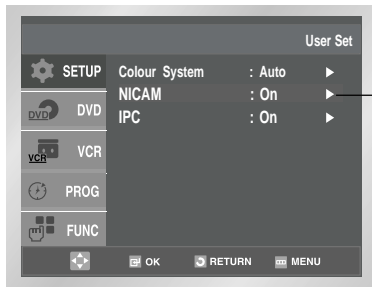 User Set
SETUP
Colour System : Auto ►
NICAM : On ►
DVD DVD
IPC : On ►
VCR VCR
PROG
FUNC
OK RETURN MENU